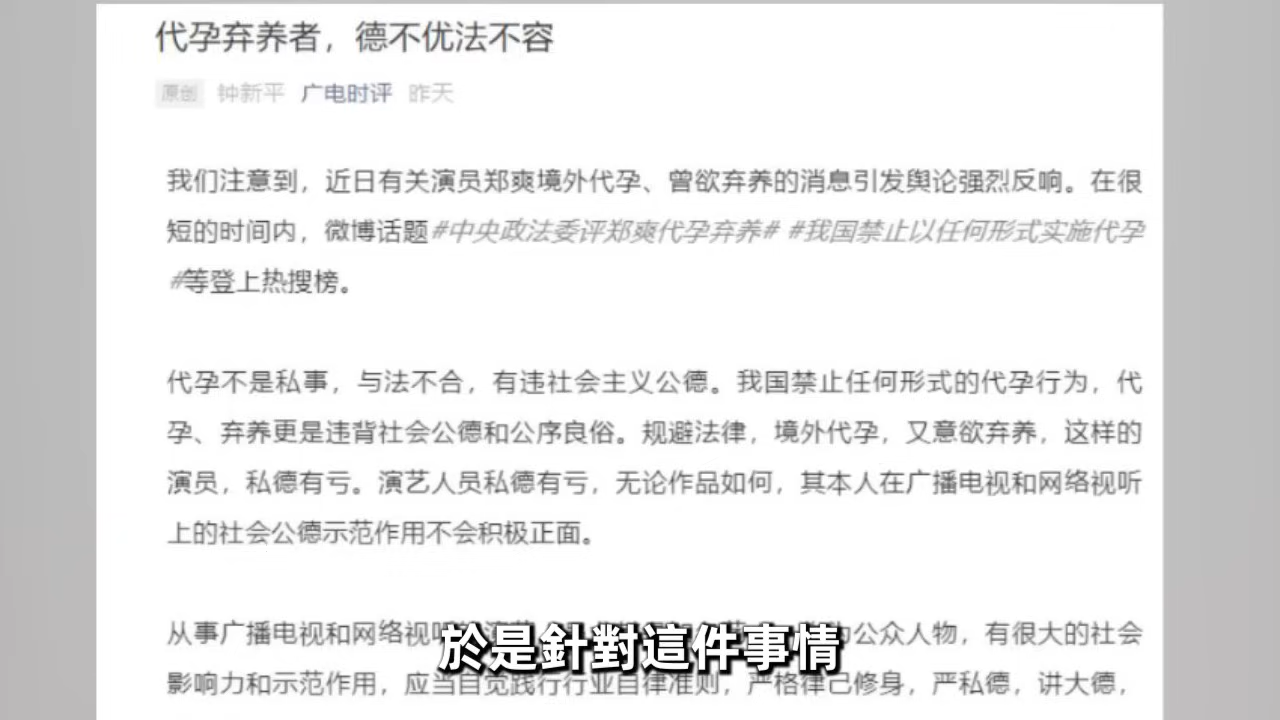 代孕弃养者，德不优法不容
原创 钟新平 广电时评 昨天
我们注意到，近日有关演员郑爽境外代孕、曾欲弃养的消息引发舆论强烈反响。在很
短的时间内，微博话题#中央政法委评郑爽代孕弃养# #我国禁止以任何形式实施代孕
#等登上热搜榜。
代孕不是私事，与法不合，有违社会主义公德。我国禁止任何形式的代孕行为，代
孕、弃养更是违背社会公德和公序良俗。规避法律，境外代孕，又意欲弃养，这样的
演员，私德有亏。演艺人员私德有亏，无论作品如何，其本人在广播电视和网络视听
上的社会公德示范作用不会积极正面。
从事广播电视和网络视听 为公众人物，有很大的社会
於是針對這件事情
影响力和示范作用，应当自觉践行行业自律准则，严格律己修身，严私德，讲大德，